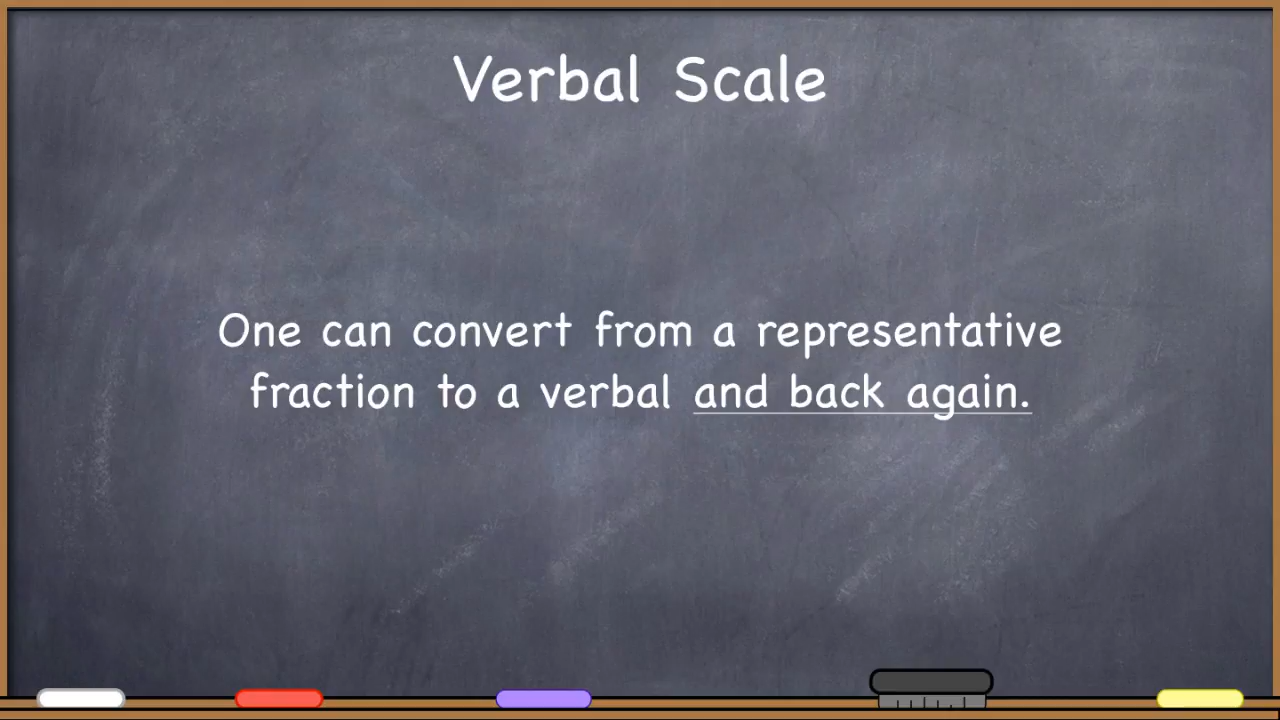 Verbal Scale
One can convert from a representative
fraction to a verbal and back again.